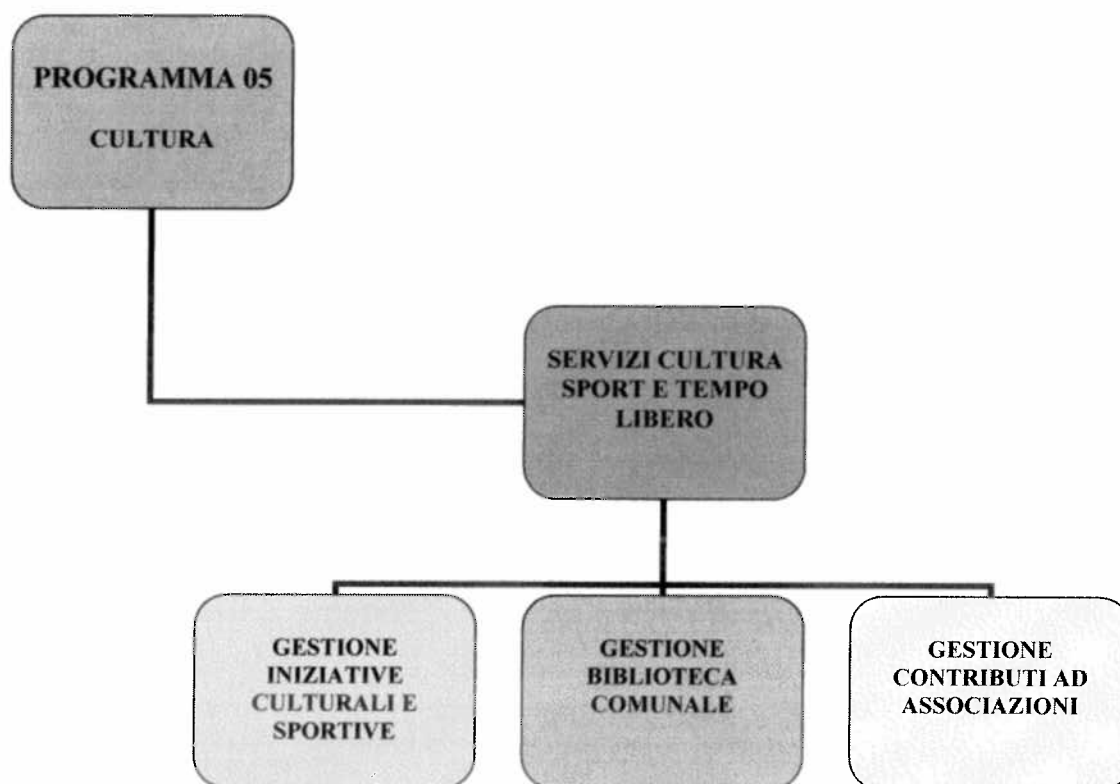 PROGRAMMA 05
CULTURA
SERVIZI CULTURA
SPORT E TEMPO
LIBERO
GESTIONE
INIZIATIVE
CULTURALI E
SPORTIVE
GESTIONE
BIBLIOTECA
COMUNALE
GESTIONE
CONTRIBUTI AD
ASSOCIAZIONI